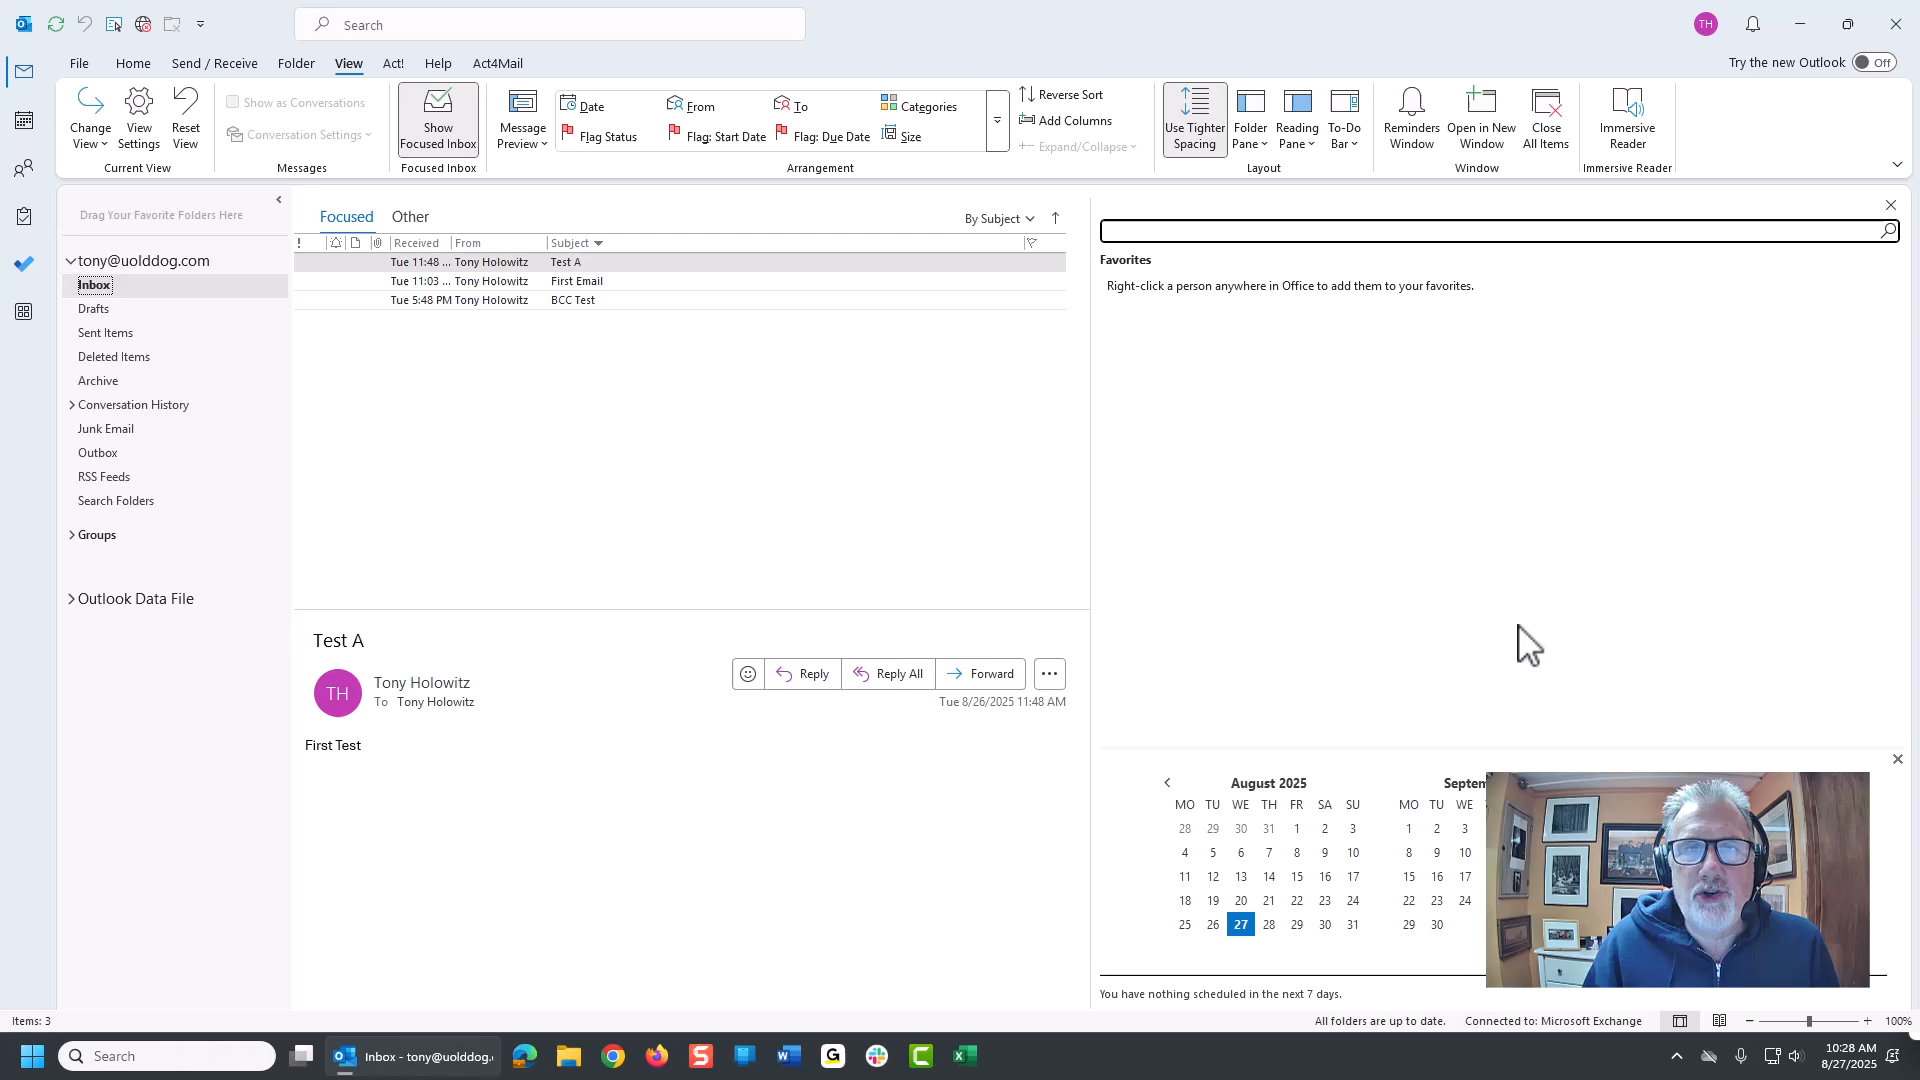 Search
TH
File Home Send / Receive Folder View Act! Help Act4Mail
Try the new Outlook Off
Change View
View Settings
Reset View
Current View
Show as Conversations
Conversation Settings
Messages
Show Focused Inbox
Focused Inbox
Message Preview
Date From To Categories
Flag Status Flag: Start Date Flag: Due Date Size
Reverse Sort
Add Columns
Expand/Collapse
Arrangement
Use Tighter Spacing
Folder Pane
Reading Pane
To-Do Bar
Layout
Reminders Window
Open in New Window
Close All Items
Window
Immersive Reader
Immersive Reader
Drag Your Favorite Folders Here
tony@uolddog.com
Inbox
Drafts
Sent Items
Deleted Items
Archive
Conversation History
Junk Email
Outbox
RSS Feeds
Search Folders
Groups
Outlook Data File
Focused Other By Subject
! Received From Subject
Tue 11:48 ... Tony Holowitz Test A
Tue 11:03 ... Tony Holowitz First Email
Tue 5:48 PM Tony Holowitz BCC Test
Test A
TH
Tony Holowitz
To Tony Holowitz
Reply Reply All Forward
Tue 8/26/2025 11:48 AM
First Test
Favorites
Right-click a person anywhere in Office to add them to your favorites.
August 2025
MO TU WE TH FR SA SU
28 29 30 31 1 2 3
4 5 6 7 8 9 10
11 12 13 14 15 16 17
18 19 20 21 22 23 24
25 26 27 28 29 30 31
Septem
MO TU WE
1 2 3
8 9 10
15 16 17
22 23 24
29 30
You have nothing scheduled in the next 7 days.
Items: 3
All folders are up to date. Connected to: Microsoft Exchange 100%
Search
Inbox - tony@uolddog.
10:28 AM
8/27/2025